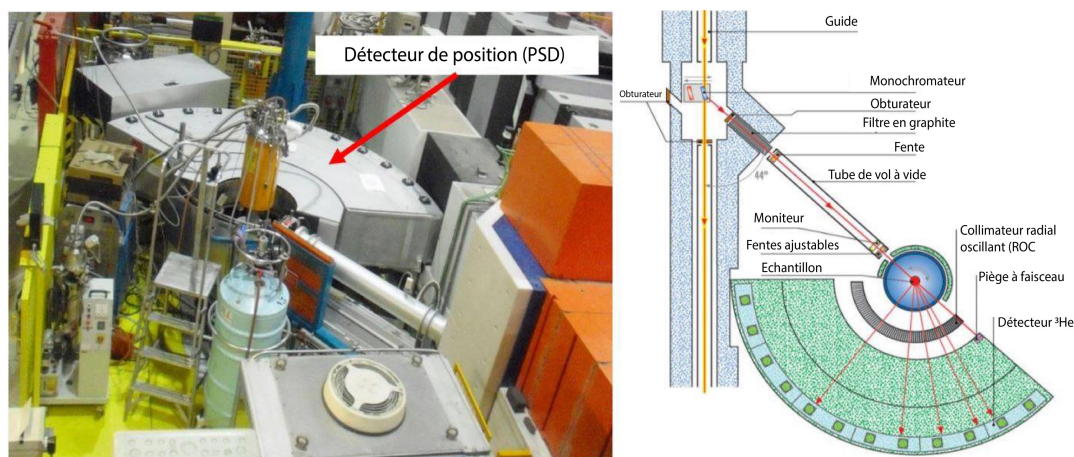 Détecteur de position (PSD)
Guide
Monochromateur
Obturateur
Obturateur
Filtre en graphite
Fente
Tube de vol à vide
44°
Moniteur
Fentes ajustables
Echantillon
Collimateur radial
oscillant (ROC
Piège à faisceau
Détecteur ³He